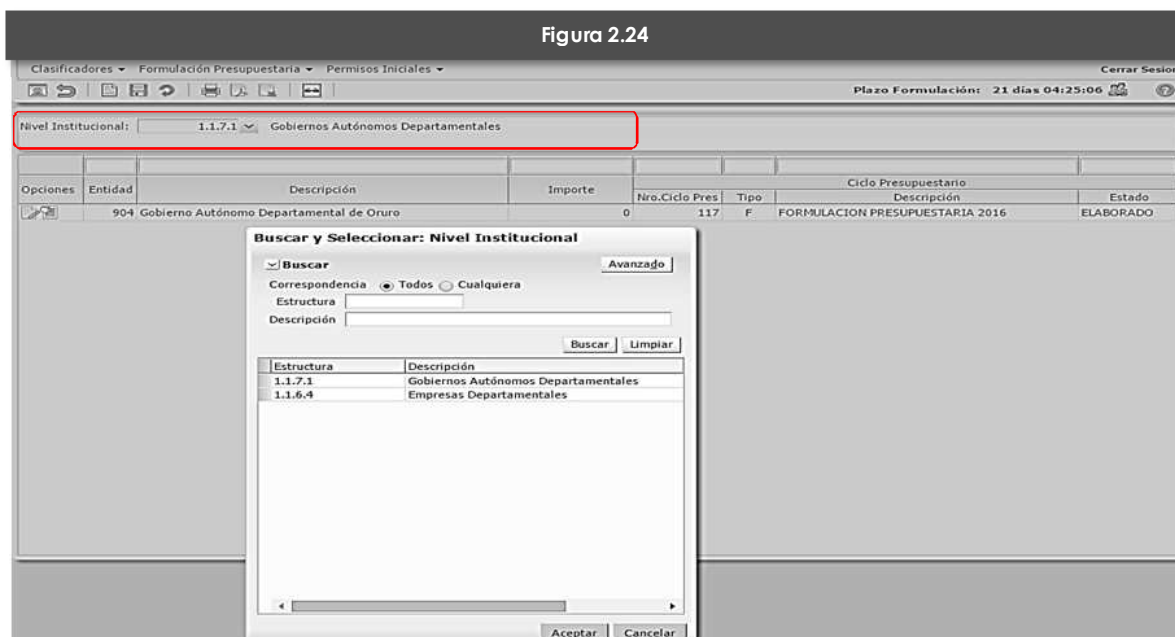 Figura 2.24
Clasificadores Formulación Presupuestaria Permisos Iniciales Cerrar Sesion
Plazo Formulación: 21 días 04:25:06
Nivel Institucional: 1.1.7.1 Gobiernos Autónomos Departamentales
Ciclo Presupuestario
Opciones Entidad Descripción Importe
Nro.Ciclo Pres Tipo Descripción Estado
904 Gobierno Autónomo Departamental de Oruro 0 117 F FORMULACION PRESUPUESTARIA 2016 ELABORADO
Buscar y Seleccionar: Nivel Institucional
Buscar Avanzado
Correspondencia Todos Cualquiera
Estructura
Descripción
Buscar Limpiar
Estructura Descripción
1.1.7.1 Gobiernos Autónomos Departamentales
1.1.6.4 Empresas Departamentales
Aceptar Cancelar